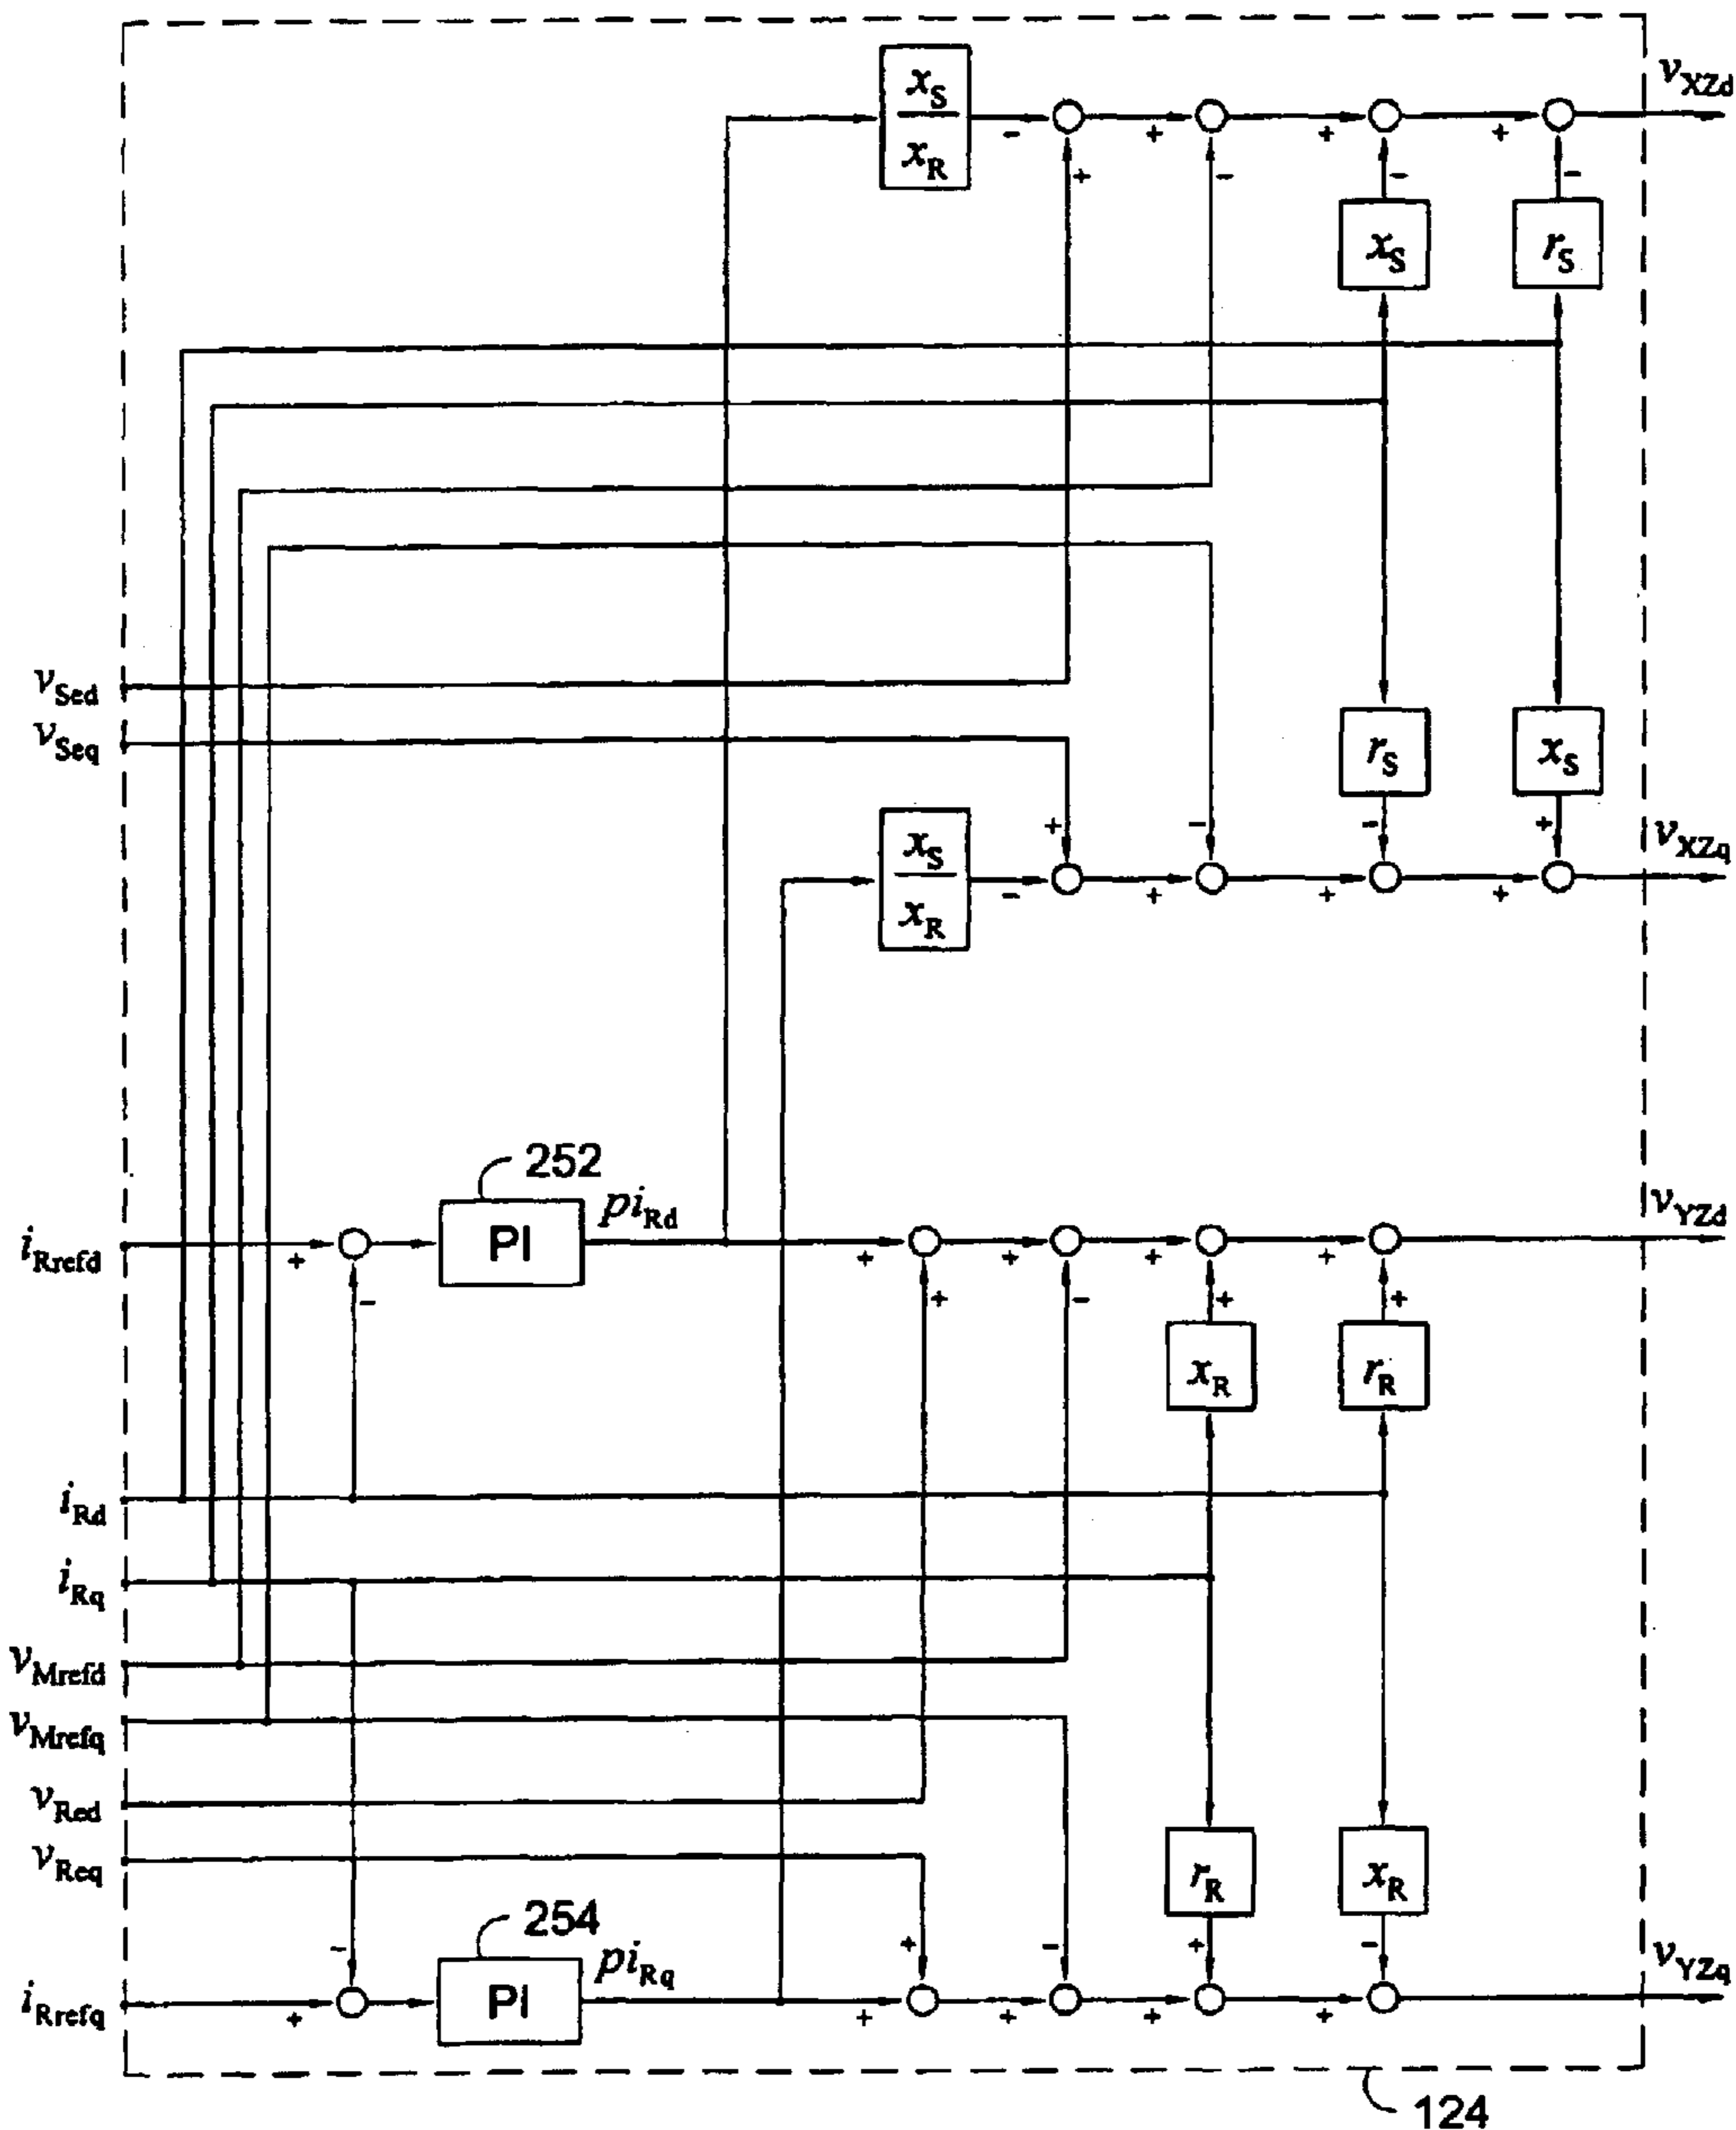 x_S
x_R
- + + + v_XZd
+ - - -
x_S r_S
v_Sed
v_Seq
r_S x_S
+ - - +
x_S
x_R
- + + + v_XZq
252
i_Rrefd + PI pi_Rd + + + + v_YZd
- + - + +
x_R r_R
i_Rd
i_Rq
v_Mrefd
v_Mrefq
v_Red
v_Req
r_R x_R
254
- + - + -
i_Rrefq + PI pi_Rq + + + + v_YZq
124